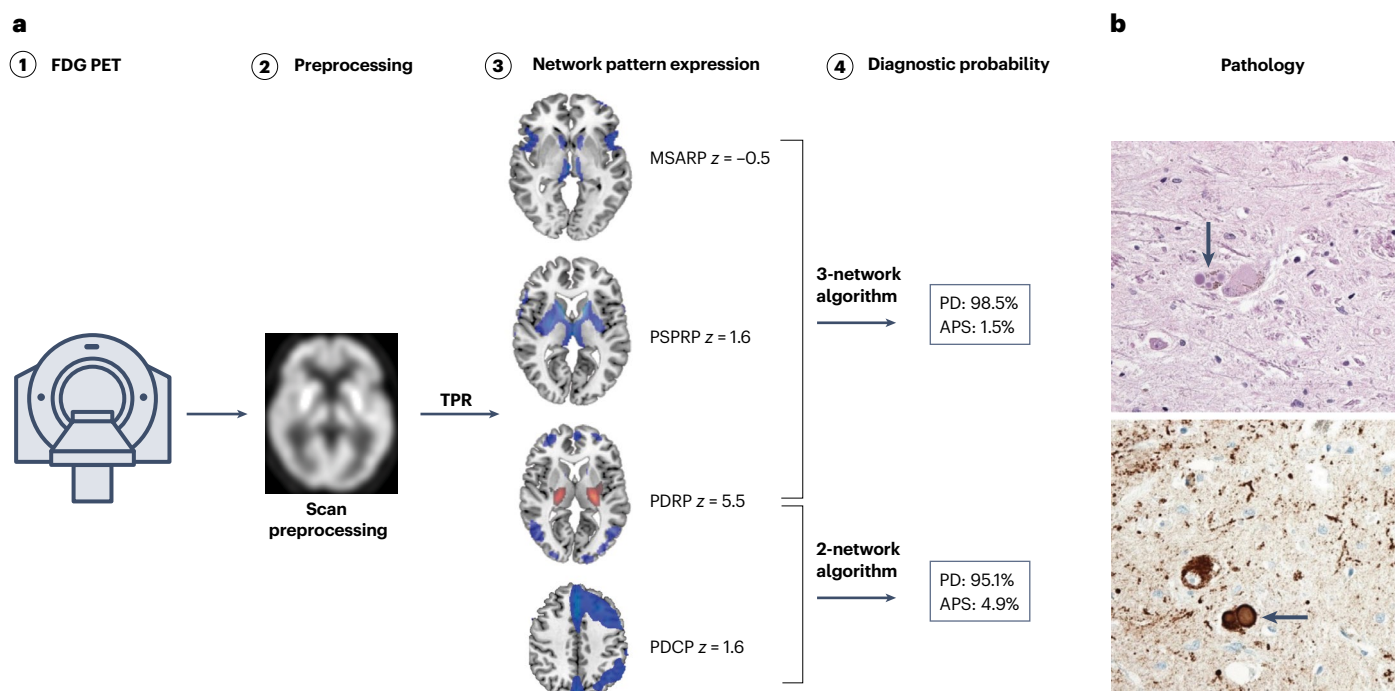 a
1 FDG PET
2 Preprocessing
3 Network pattern expression
4 Diagnostic probability
Scan
preprocessing
TPR
MSARP z = –0.5
PSPRP z = 1.6
PDRP z = 5.5
PDCP z = 1.6
3-network
algorithm
PD: 98.5%
APS: 1.5%
2-network
algorithm
PD: 95.1%
APS: 4.9%
b
Pathology